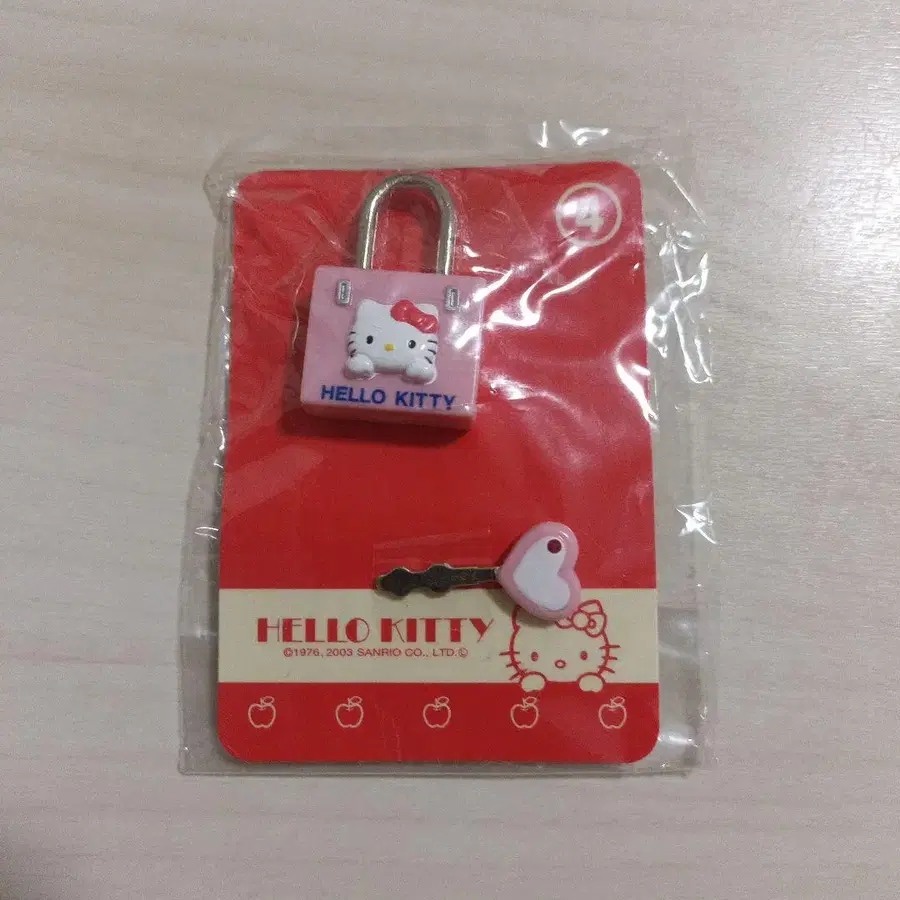 4
HELLO KITTY
HELLO KITTY
©1976, 2003 SANRIO CO., LTD.©